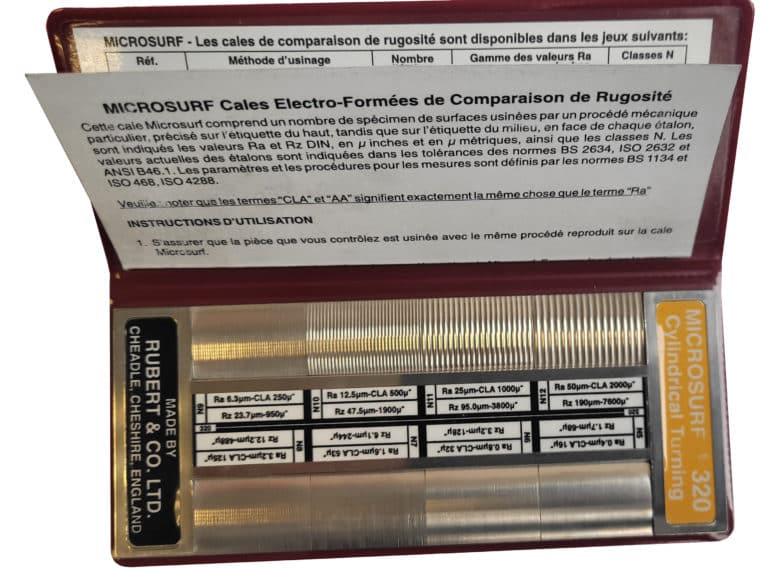 MICROSURF - Les cales de comparaison de rugosité sont disponibles dans les jeux suivants:
Réf. Méthode d'usinage Nombre Gamme des valeurs Ra Classes N
MICROSURF Cales Electro-Formées de Comparaison de Rugosité
Cette cale Microsurf comprend un nombre de spécimen de surfaces usinées par un procédé mécanique
particulier, précisé sur l'étiquette du haut, tandis que sur l'étiquette du milieu, en face de chaque étalon,
sont indiqués les valeurs Ra et Rz DIN, en µ inches et en µ métriques, ainsi que les classes N. Les
valeurs actuelles des étalons sont indiquées dans les tolérances des normes BS 2634, ISO 2632 et
ANSI B46.1. Les paramètres et les procédures pour les mesures sont définis par les normes BS 1134 et
ISO 468, ISO 4288.
Veuillez noter que les termes "CLA" et "AA" signifient exactement la même chose que le terme "Ra"
INSTRUCTIONS D'UTILISATION
1. S'assurer que la pièce que vous contrôlez est usinée avec le même procédé reproduit sur la cale
Microsurf.
MADE BY
RUBERT & CO. LTD.
CHEADLE, CHESHIRE, ENGLAND
N9
Ra 6.3µm-CLA 250µ"
Rz 23.7µm-950µ"
N10
Ra 12.5µm-CLA 500µ"
Rz 47.5µm-1900µ"
N11
Ra 25µm-CLA 1000µ"
Rz 95.0µm-3800µ"
N12
Ra 50µm-CLA 2000µ"
Rz 190µm-7600µ"
320
320
N5
Ra 0.4µm-CLA 16µ"
Rz 1.7µm-68µ"
N6
Ra 0.8µm-CLA 32µ"
Rz 3.2µm-128µ"
N7
Ra 1.6µm-CLA 63µ"
Rz 6.1µm-244µ"
N8
Ra 3.2µm-CLA 125µ"
Rz 12.2µm-488µ"
MICROSURF 320
Cylindrical Turning